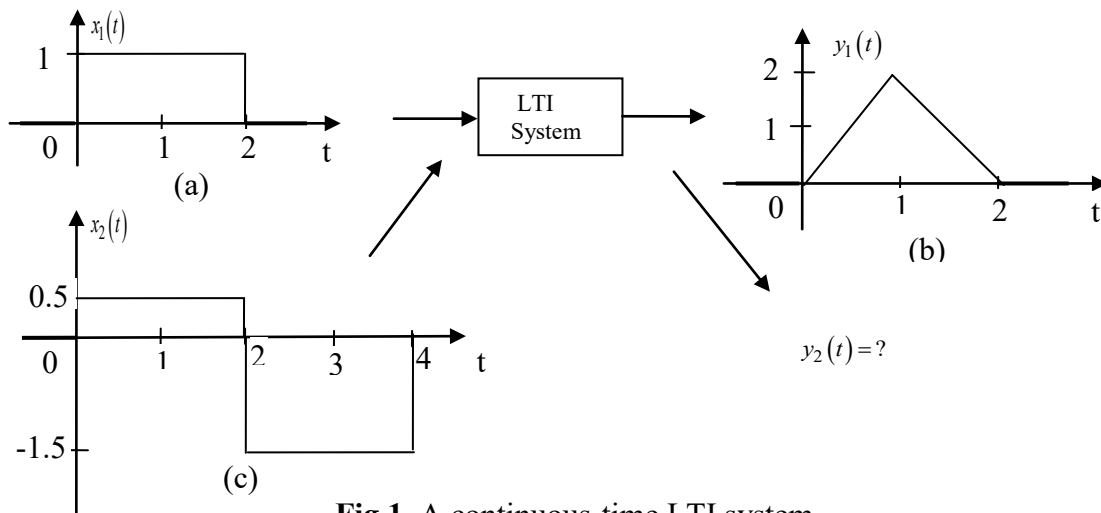 x₁(t)
1
0
1
2
t
(a)
LTI
System
y₁(t)
2
1
0
1
2
t
(b)
x₂(t)
0.5
0
1
2
3
4
t
-1.5
(c)
y₂(t)=?
Fig 1. A continuous-time LTI system